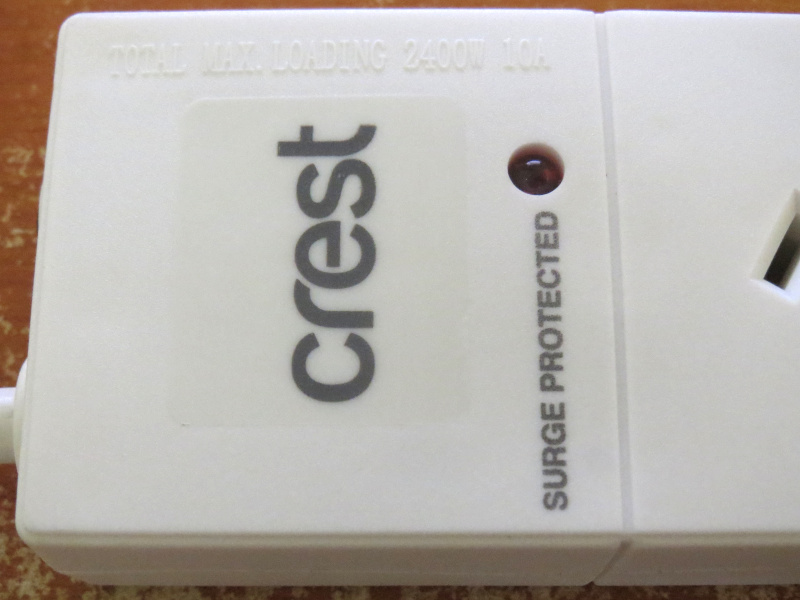 TOTAL MAX. LOADING 2400W 10A
crest
SURGE PROTECTED